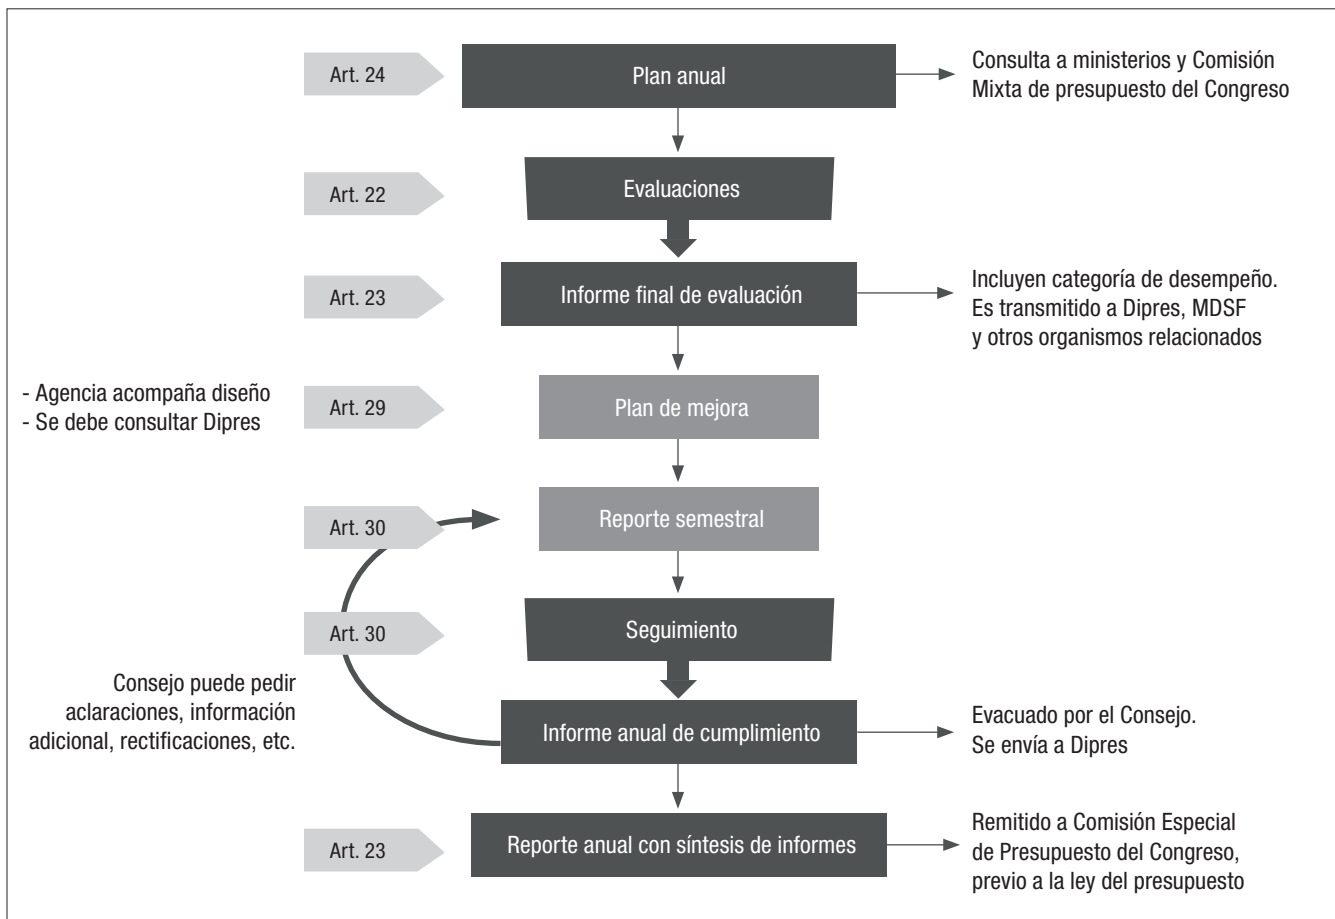 Art. 24
Plan anual
Consulta a ministerios y Comisión
Mixta de presupuesto del Congreso
Art. 22
Evaluaciones
Art. 23
Informe final de evaluación
Incluyen categoría de desempeño.
Es transmitido a Dipres, MDSF
y otros organismos relacionados
- Agencia acompaña diseño
- Se debe consultar Dipres
Art. 29
Plan de mejora
Art. 30
Reporte semestral
Art. 30
Seguimiento
Consejo puede pedir
aclaraciones, información
adicional, rectificaciones, etc.
Informe anual de cumplimiento
Evacuado por el Consejo.
Se envía a Dipres
Art. 23
Reporte anual con síntesis de informes
Remitido a Comisión Especial
de Presupuesto del Congreso,
previo a la ley del presupuesto